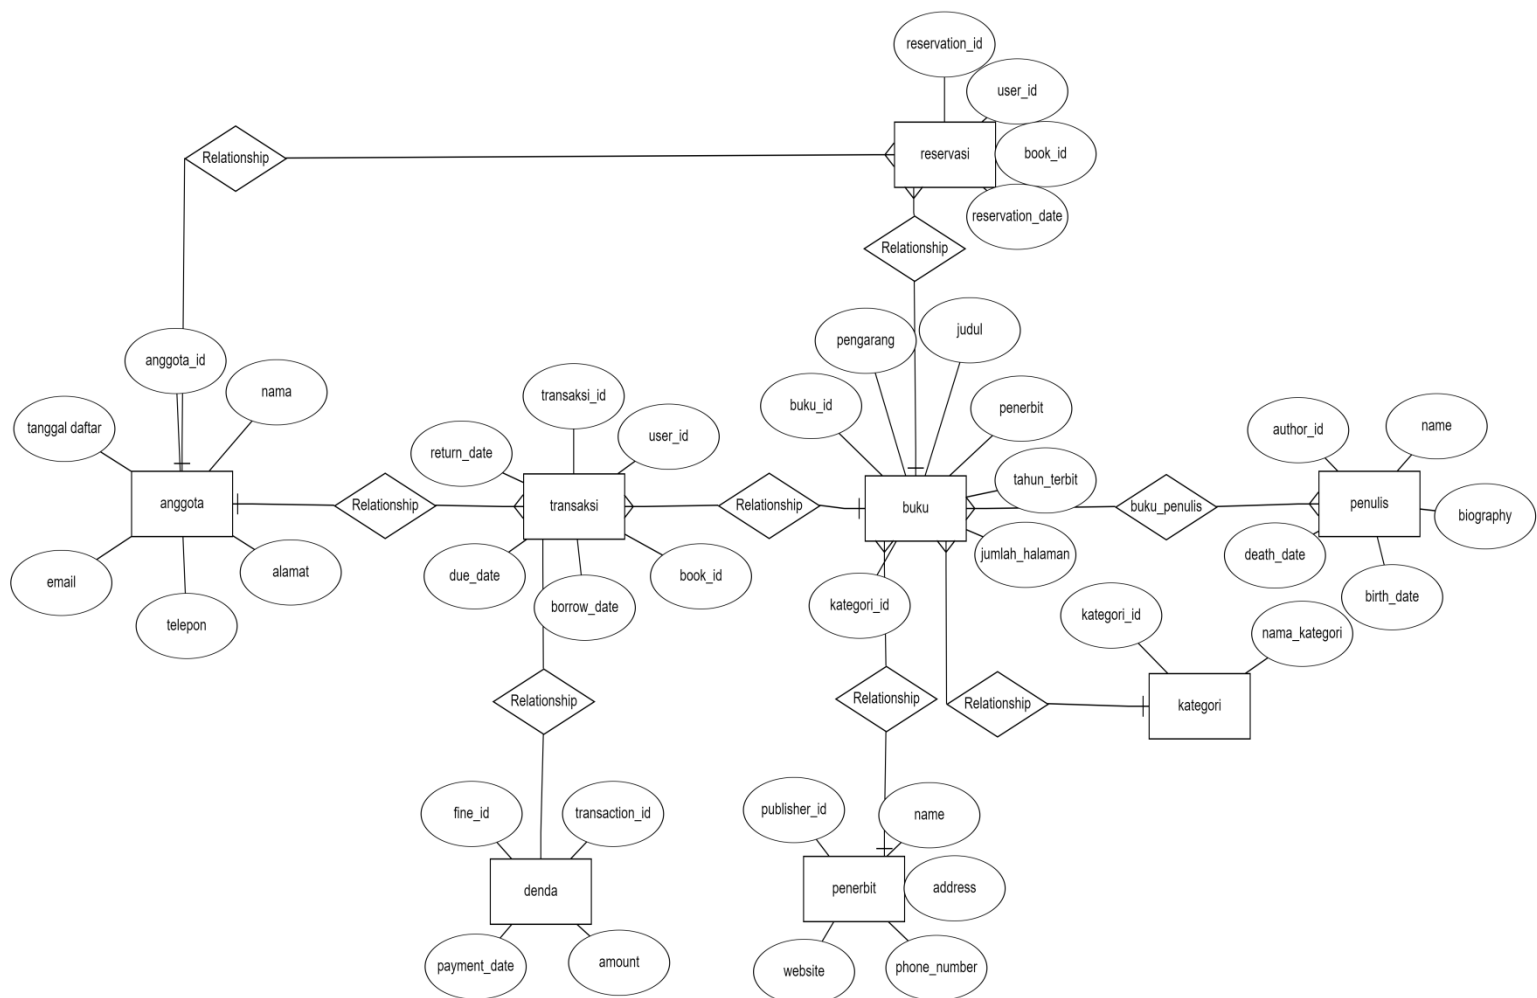 reservation_id
user_id
Relationship
reservasi
book_id
reservation_date
Relationship
pengarang
judul
anggota_id
nama
transaksi_id
buku_id
penerbit
tanggal daftar
return_date
user_id
author_id
name
tahun_terbit
anggota
Relationship
transaksi
Relationship
buku
buku_penulis
penulis
biography
email
alamat
due_date
book_id
jumlah_halaman
death_date
telepon
borrow_date
kategori_id
birth_date
kategori_id
nama_kategori
Relationship
Relationship
Relationship
kategori
fine_id
transaction_id
publisher_id
name
denda
penerbit
address
payment_date
amount
website
phone_number